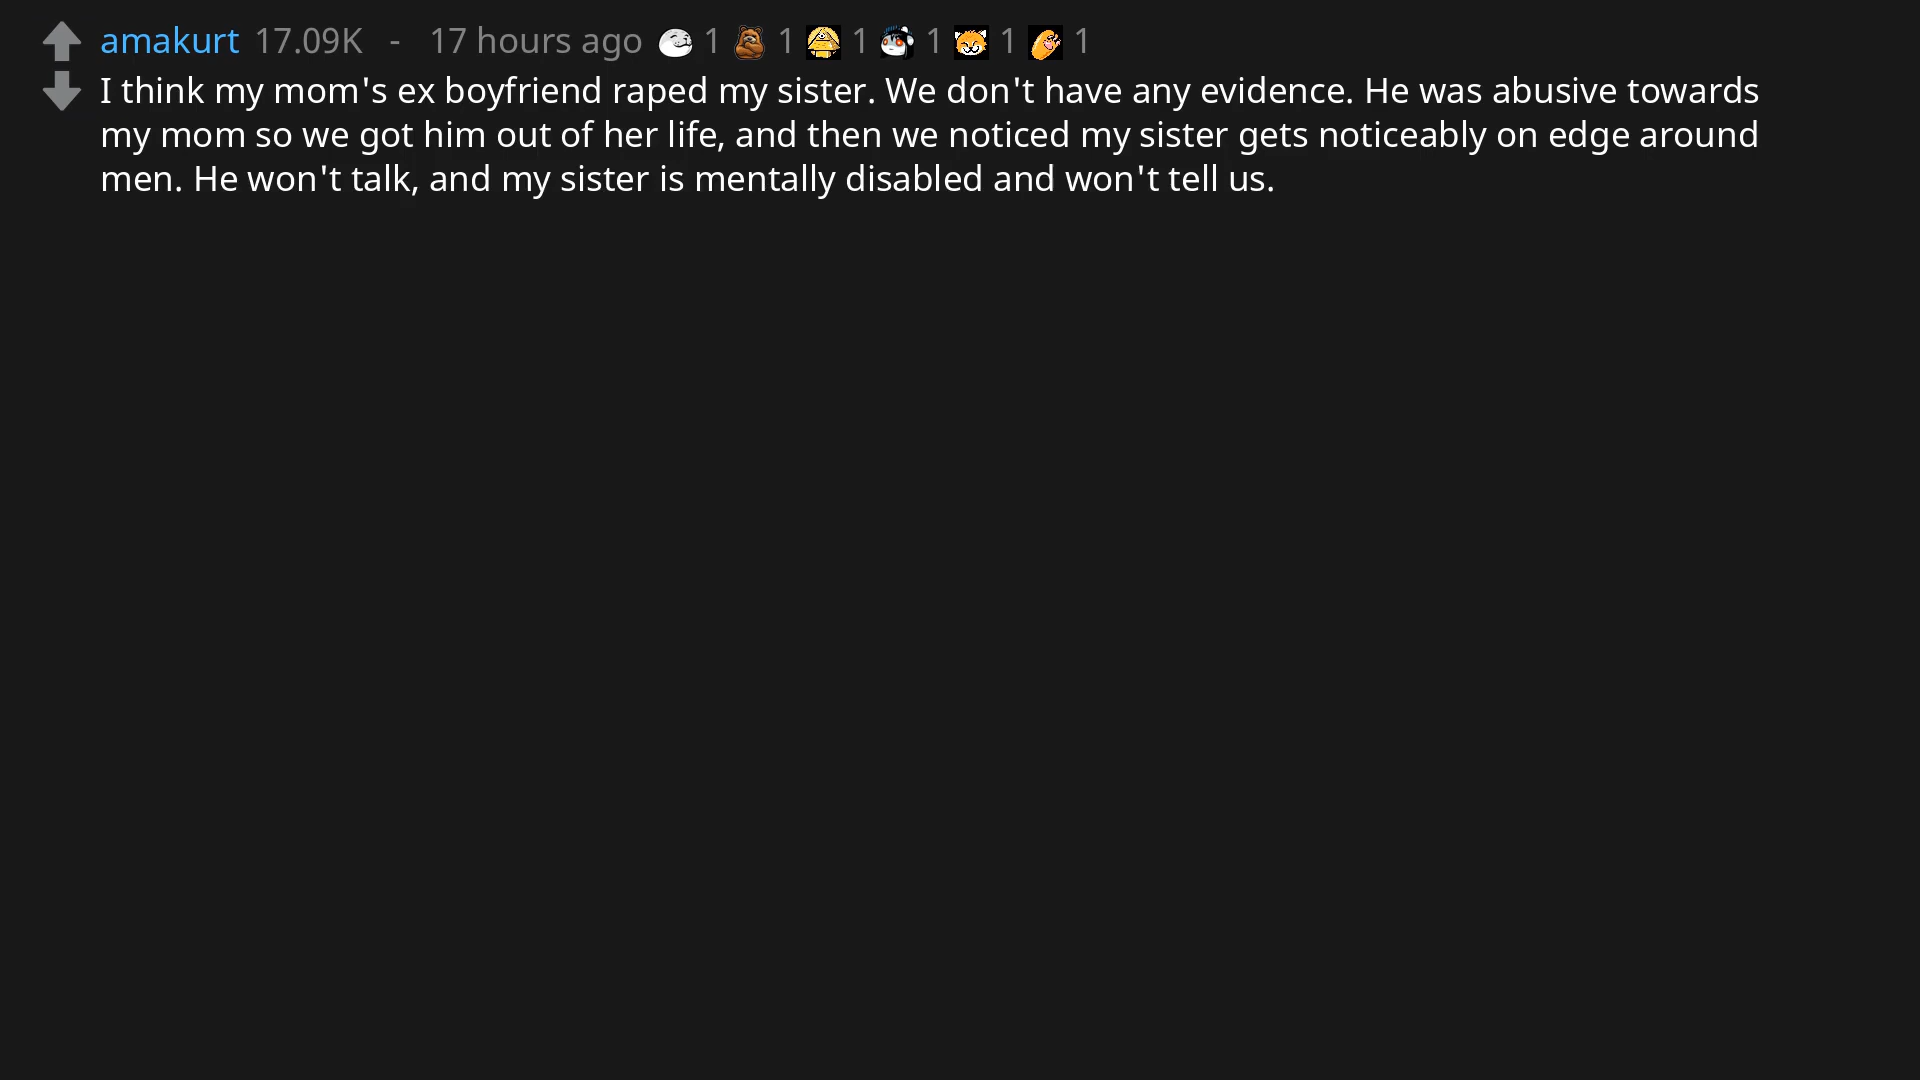 amakurt 17.09K - 17 hours ago 1 1 1 1 1 1
I think my mom's ex boyfriend raped my sister. We don't have any evidence. He was abusive towards
my mom so we got him out of her life, and then we noticed my sister gets noticeably on edge around
men. He won't talk, and my sister is mentally disabled and won't tell us.